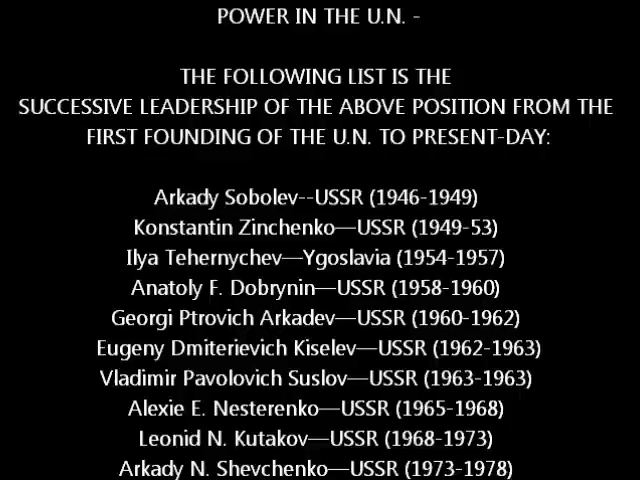 POWER IN THE U.N. -
THE FOLLOWING LIST IS THE
SUCCESSIVE LEADERSHIP OF THE ABOVE POSITION FROM THE
FIRST FOUNDING OF THE U.N. TO PRESENT-DAY:
Arkady Sobolev--USSR (1946-1949)
Konstantin Zinchenko—USSR (1949-53)
Ilya Tehernychev—Ygoslavia (1954-1957)
Anatoly F. Dobrynin—USSR (1958-1960)
Georgi Ptrovich Arkadev—USSR (1960-1962)
Eugeny Dmiterievich Kiselev—USSR (1962-1963)
Vladimir Pavolovich Suslov—USSR (1963-1963)
Alexie E. Nesterenko—USSR (1965-1968)
Leonid N. Kutakov—USSR (1968-1973)
Arkady N. Shevchenko—USSR (1973-1978)